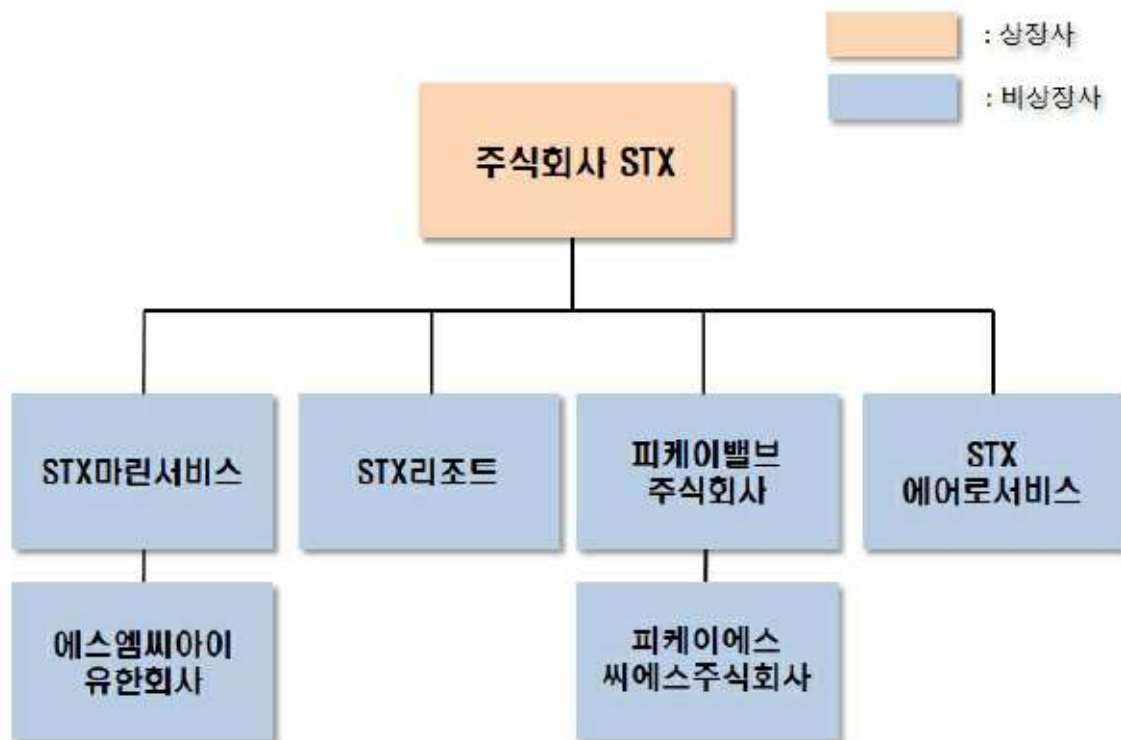 : 상장사
: 비상장사
주식회사 STX
STX마린서비스
STX리조트
피케이밸브
주식회사
STX
에어로서비스
에스엠씨아이
유한회사
피케이에스
씨에스주식회사